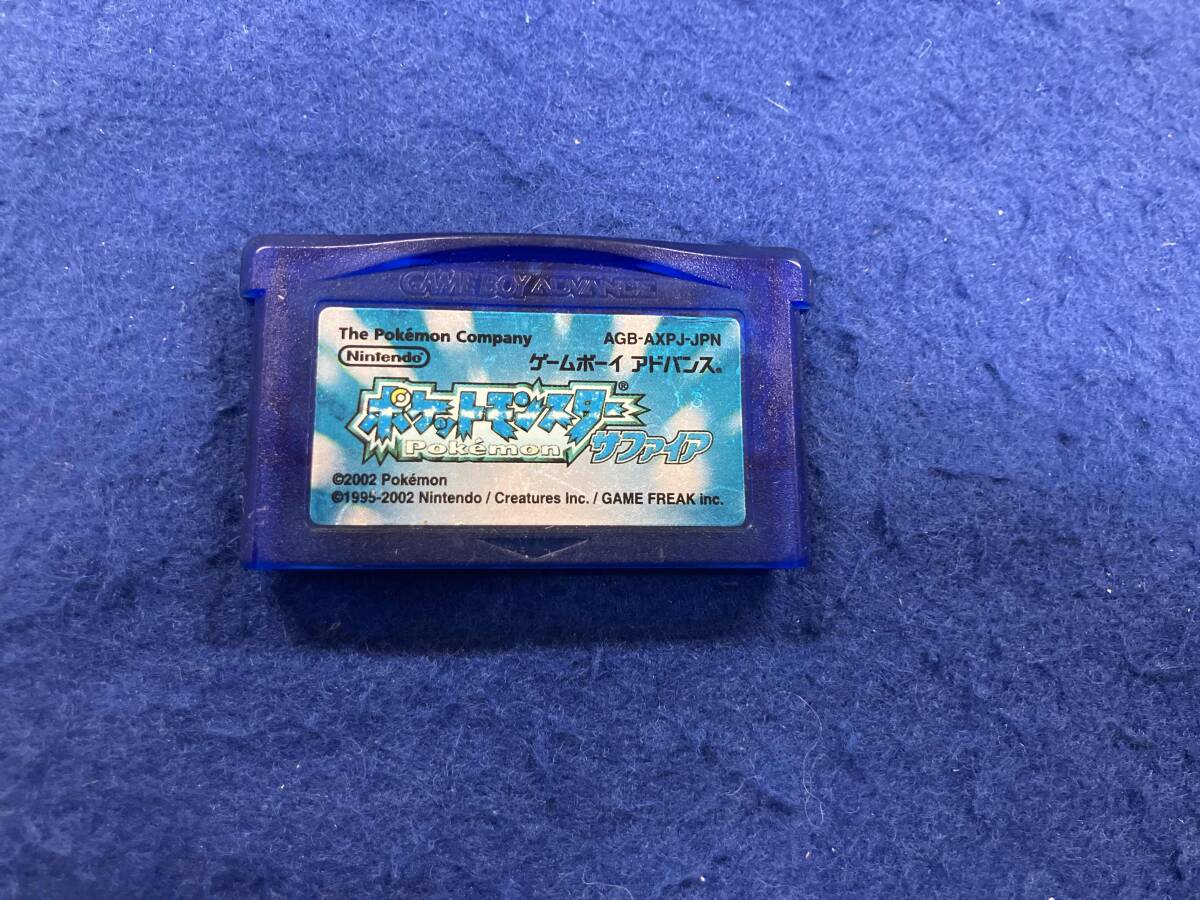 GAME BOY ADVANCE
The Pokémon Company AGB-AXPJ-JPN
Nintendo® ゲームボーイ アドバンス®
ポケットモンスター®
Pokémon サファイア
©2002 Pokémon
©1995-2002 Nintendo / Creatures Inc. / GAME FREAK inc.